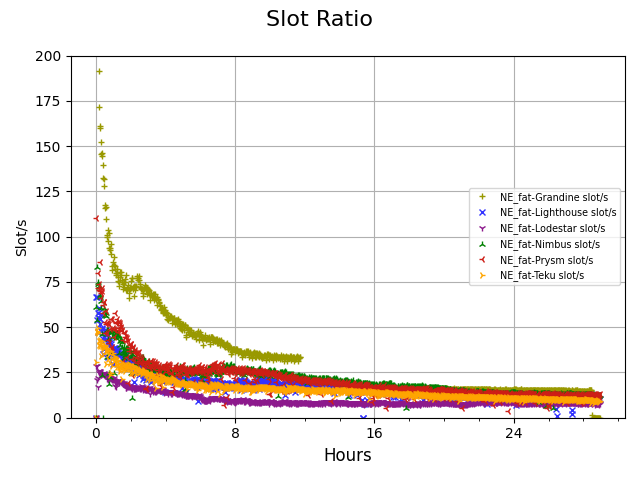 Slot Ratio
200
175
150
125
100
75
50
25
0
Slot/s
NE_fat-Grandine slot/s
NE_fat-Lighthouse slot/s
NE_fat-Lodestar slot/s
NE_fat-Nimbus slot/s
NE_fat-Prysm slot/s
NE_fat-Teku slot/s
0 8 16 24
Hours